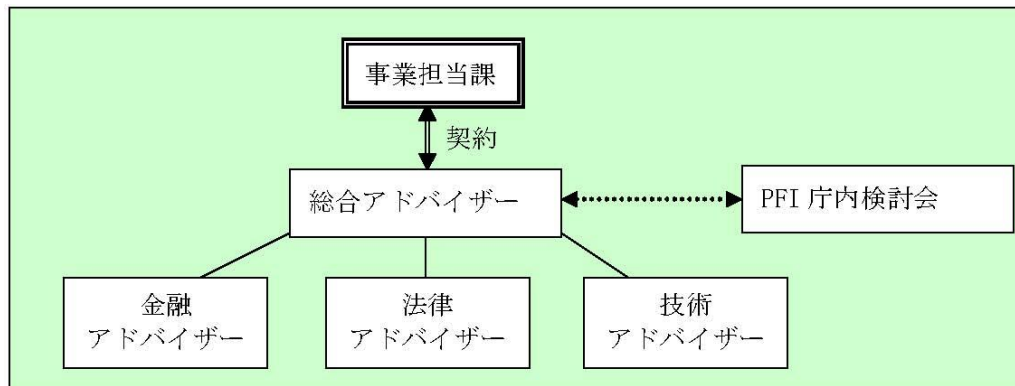 事業担当課
契約
総合アドバイザー
PFI 庁内検討会
金融
アドバイザー
法律
アドバイザー
技術
アドバイザー